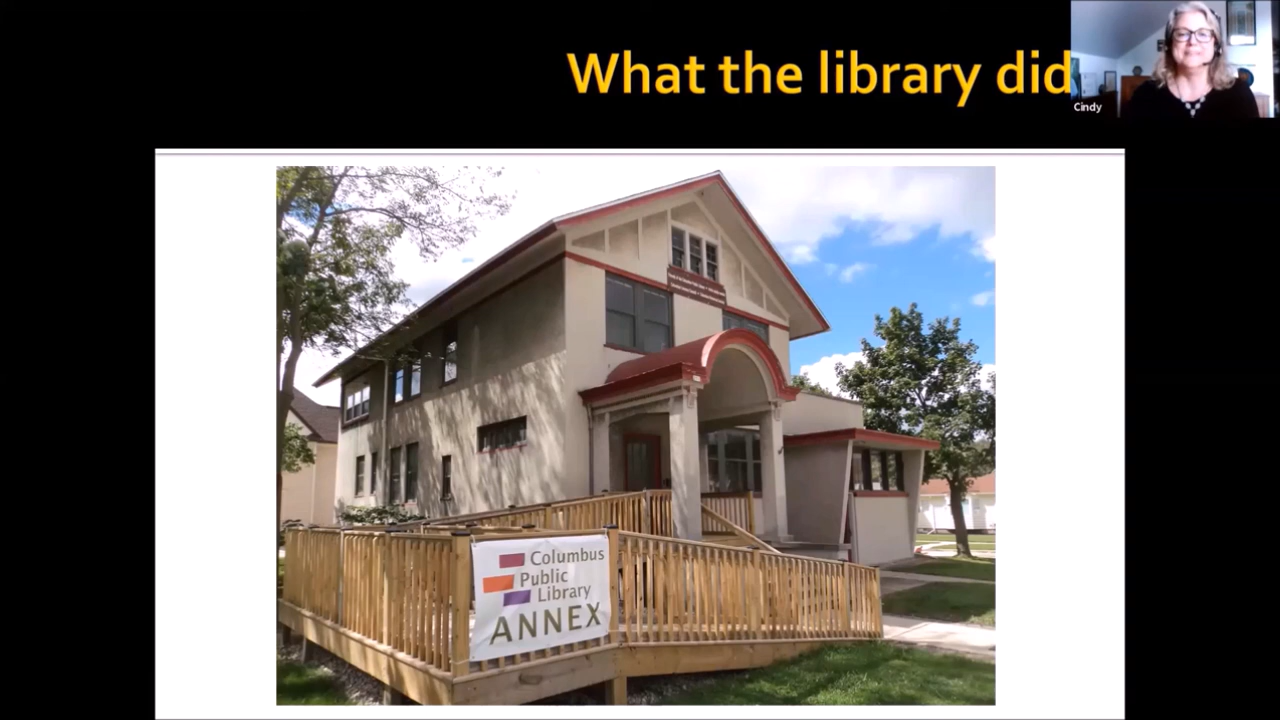 What the library did
Cindy
Columbus
Public
Library
ANNEX